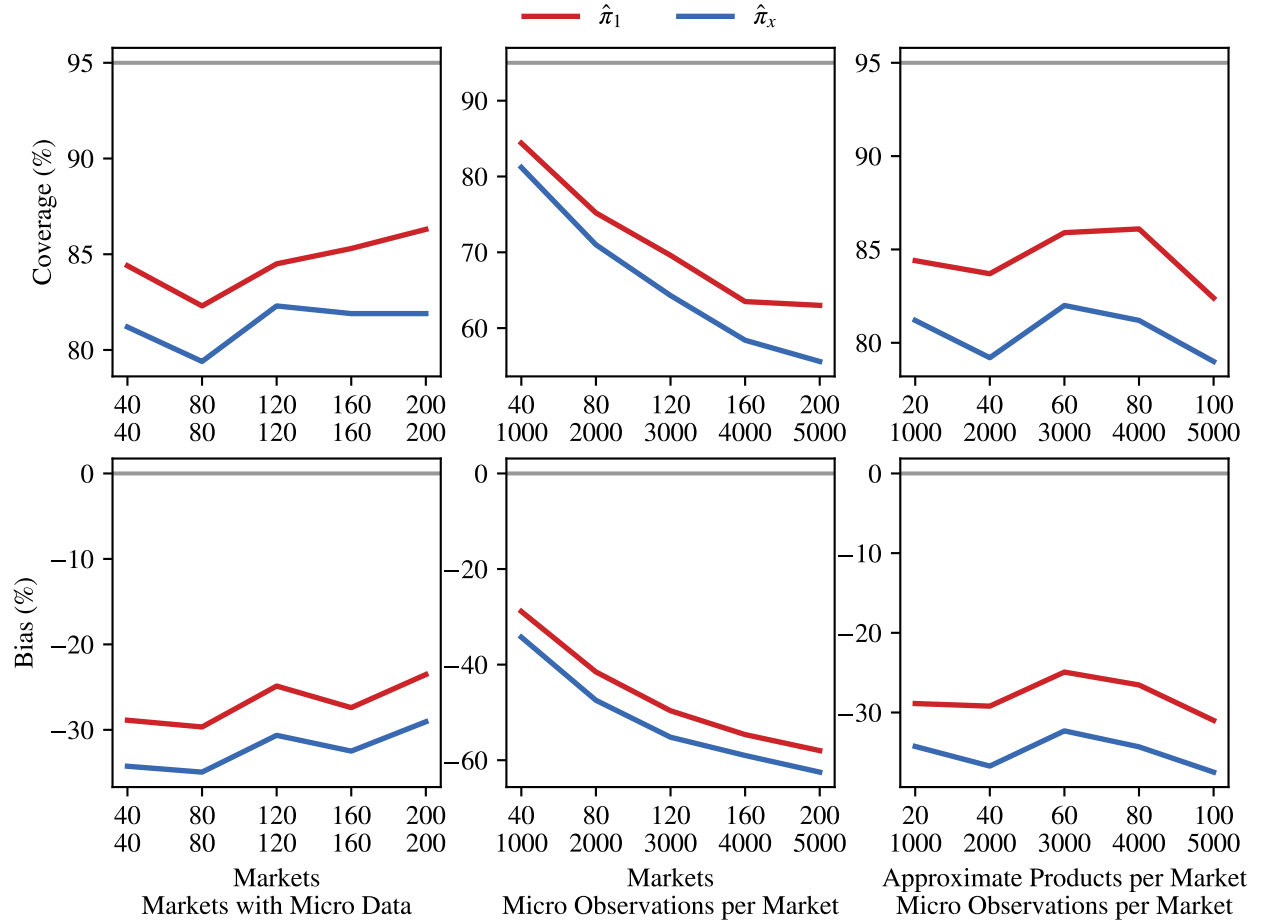 π̂₁ π̂ₓ
Coverage (%)
95
90
85
80
40 80 120 160 200
40 80 120 160 200
90
80
70
60
40 80 120 160 200
1000 2000 3000 4000 5000
95
90
85
80
20 40 60 80 100
1000 2000 3000 4000 5000
Bias (%)
0
−10
−20
−30
40 80 120 160 200
40 80 120 160 200
Markets
Markets with Micro Data
0
−20
−40
−60
40 80 120 160 200
1000 2000 3000 4000 5000
Markets
Micro Observations per Market
0
−10
−20
−30
20 40 60 80 100
1000 2000 3000 4000 5000
Approximate Products per Market
Micro Observations per Market